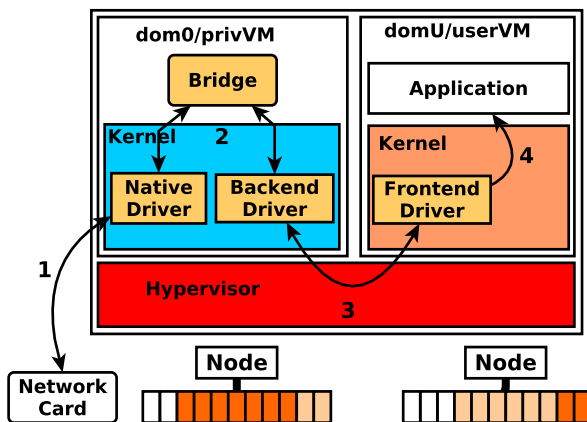 dom0/privVM
domU/userVM
Bridge
Application
Kernel
2
Kernel
4
Native
Driver
Backend
Driver
Frontend
Driver
1
Hypervisor
3
Node
Node
Network
Card